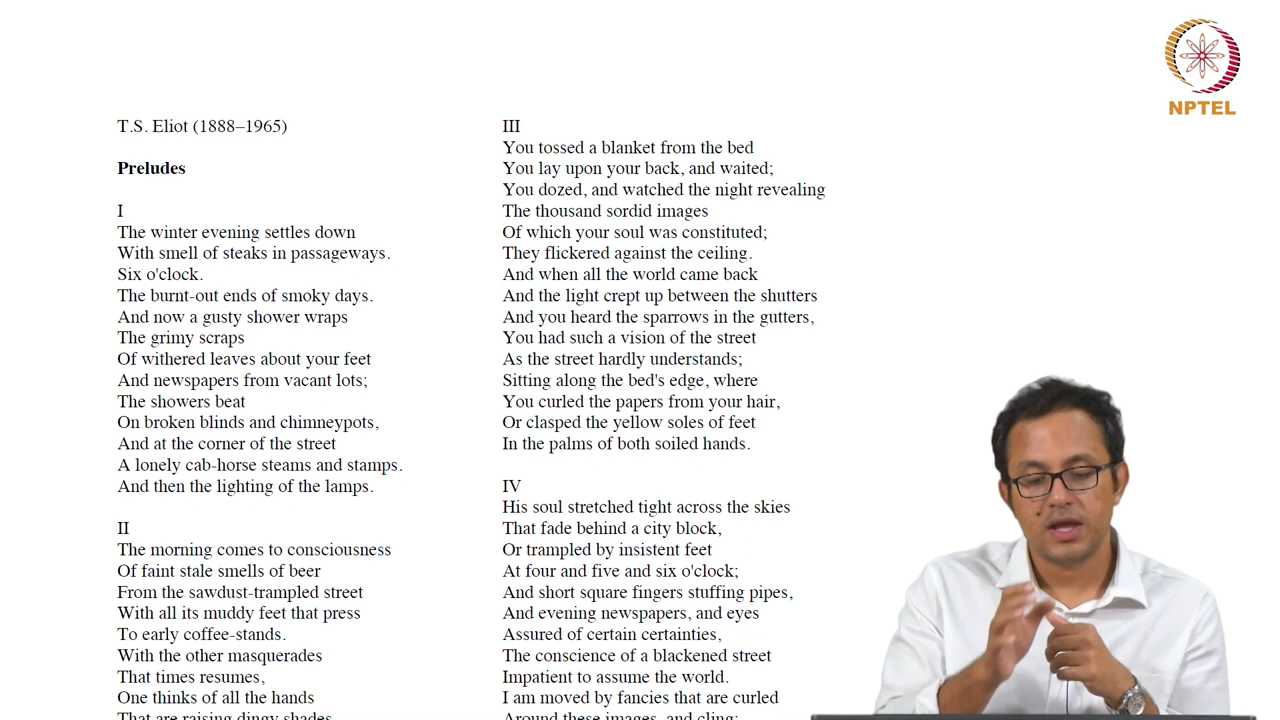 NPTEL
T.S. Eliot (1888–1965)
Preludes
I
The winter evening settles down
With smell of steaks in passageways.
Six o'clock.
The burnt-out ends of smoky days.
And now a gusty shower wraps
The grimy scraps
Of withered leaves about your feet
And newspapers from vacant lots;
The showers beat
On broken blinds and chimneypots,
And at the corner of the street
A lonely cab-horse steams and stamps.
And then the lighting of the lamps.
II
The morning comes to consciousness
Of faint stale smells of beer
From the sawdust-trampled street
With all its muddy feet that press
To early coffee-stands.
With the other masquerades
That times resumes,
One thinks of all the hands
That are raising dingy shades
III
You tossed a blanket from the bed
You lay upon your back, and waited;
You dozed, and watched the night revealing
The thousand sordid images
Of which your soul was constituted;
They flickered against the ceiling.
And when all the world came back
And the light crept up between the shutters
And you heard the sparrows in the gutters,
You had such a vision of the street
As the street hardly understands;
Sitting along the bed's edge, where
You curled the papers from your hair,
Or clasped the yellow soles of feet
In the palms of both soiled hands.
IV
His soul stretched tight across the skies
That fade behind a city block,
Or trampled by insistent feet
At four and five and six o'clock;
And short square fingers stuffing pipes,
And evening newspapers, and eyes
Assured of certain certainties,
The conscience of a blackened street
Impatient to assume the world.
I am moved by fancies that are curled
Around these images, and cling: